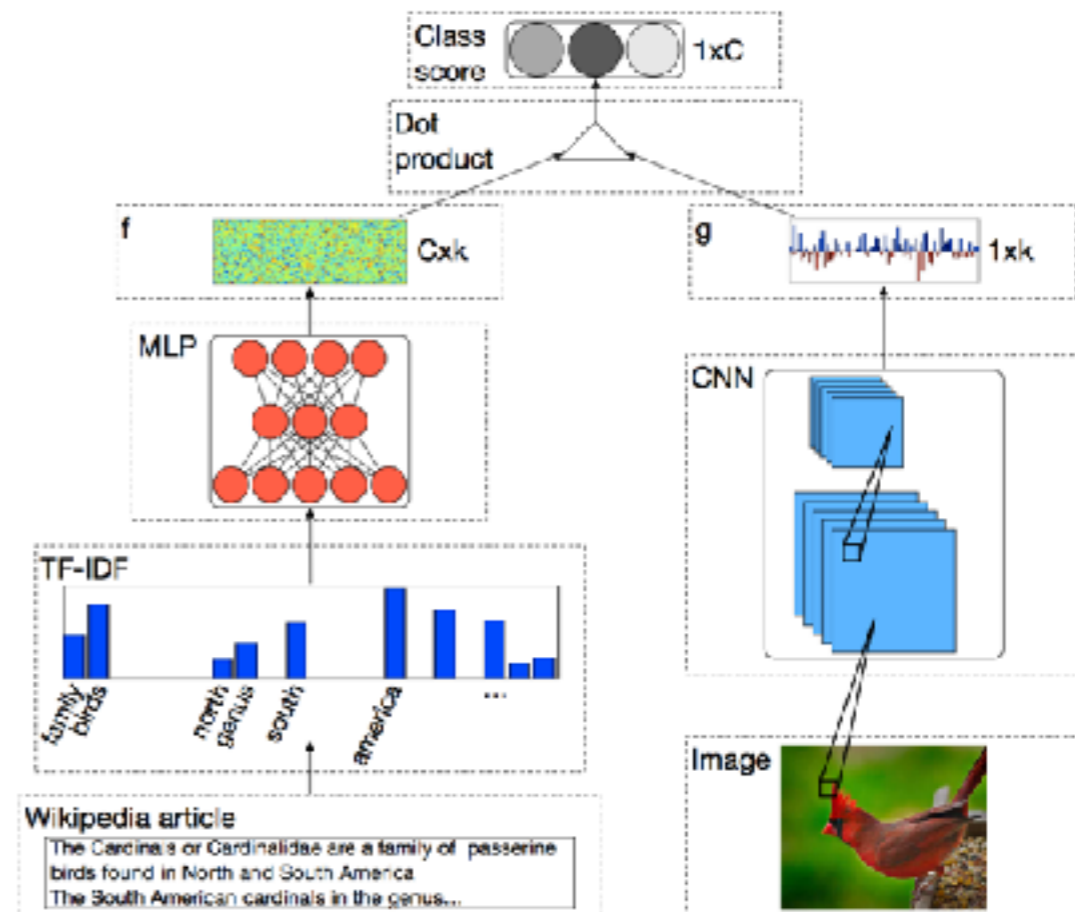 Class
score
1xC
Dot
product
f
Cxk
g
1xk
MLP
CNN
TF-IDF
family
birds
north
genus
south
america
...
Image
Wikipedia article
The Cardinals or Cardinalidae are a family of passerine
birds found in North and South America
The South American cardinals in the genus...